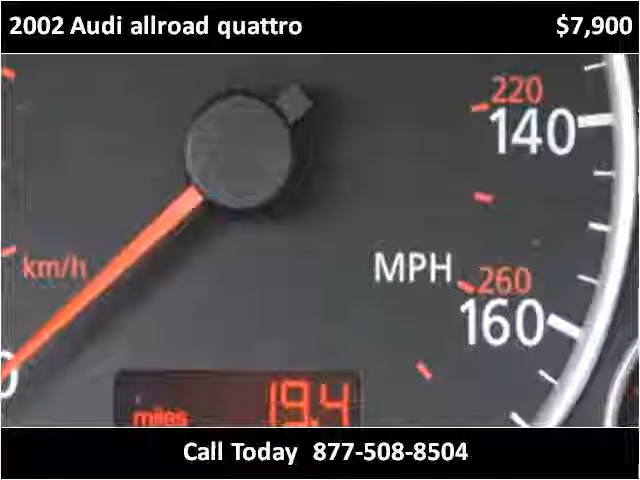 2002 Audi allroad quattro $7,900
220
140
km/h
MPH
260
160
0
miles 19.4
Call Today 877-508-8504